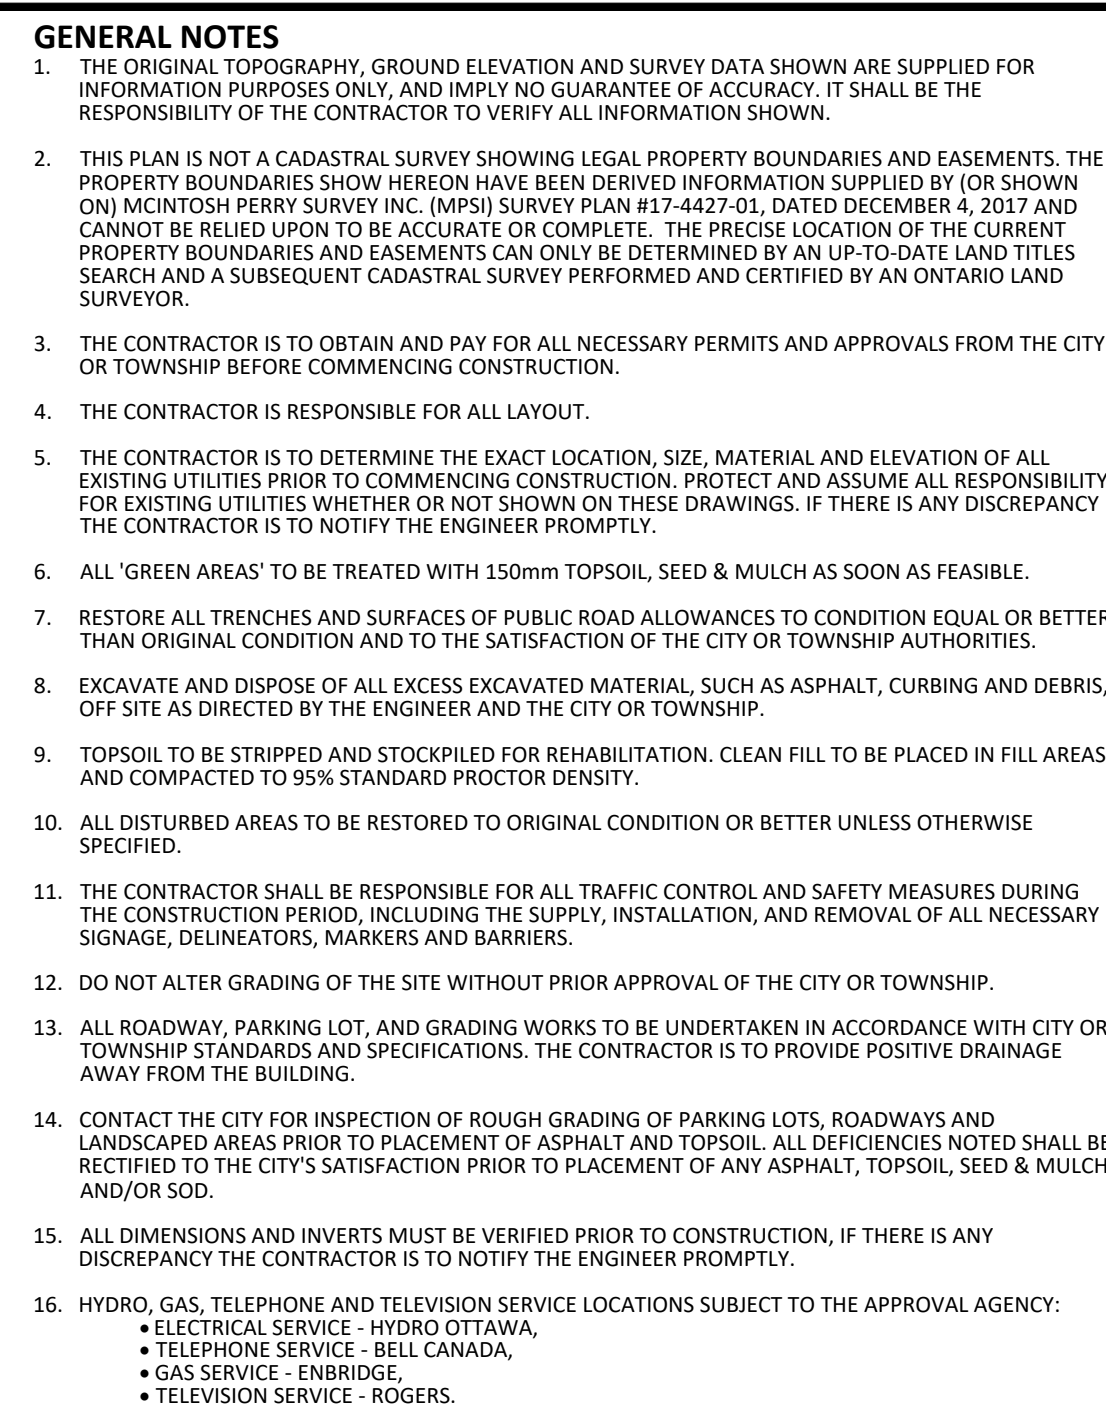 GENERAL NOTES
1. THE ORIGINAL TOPOGRAPHY, GROUND ELEVATION AND SURVEY DATA SHOWN ARE SUPPLIED FOR
INFORMATION PURPOSES ONLY, AND IMPLY NO GUARANTEE OF ACCURACY. IT SHALL BE THE
RESPONSIBILITY OF THE CONTRACTOR TO VERIFY ALL INFORMATION SHOWN.
2. THIS PLAN IS NOT A CADASTRAL SURVEY SHOWING LEGAL PROPERTY BOUNDARIES AND EASEMENTS. THE
PROPERTY BOUNDARIES SHOW HEREON HAVE BEEN DERIVED INFORMATION SUPPLIED BY (OR SHOWN
ON) MCINTOSH PERRY SURVEY INC. (MPSI) SURVEY PLAN #17-4427-01, DATED DECEMBER 4, 2017 AND
CANNOT BE RELIED UPON TO BE ACCURATE OR COMPLETE. THE PRECISE LOCATION OF THE CURRENT
PROPERTY BOUNDARIES AND EASEMENTS CAN ONLY BE DETERMINED BY AN UP-TO-DATE LAND TITLES
SEARCH AND A SUBSEQUENT CADASTRAL SURVEY PERFORMED AND CERTIFIED BY AN ONTARIO LAND
SURVEYOR.
3. THE CONTRACTOR IS TO OBTAIN AND PAY FOR ALL NECESSARY PERMITS AND APPROVALS FROM THE CITY
OR TOWNSHIP BEFORE COMMENCING CONSTRUCTION.
4. THE CONTRACTOR IS RESPONSIBLE FOR ALL LAYOUT.
5. THE CONTRACTOR IS TO DETERMINE THE EXACT LOCATION, SIZE, MATERIAL AND ELEVATION OF ALL
EXISTING UTILITIES PRIOR TO COMMENCING CONSTRUCTION. PROTECT AND ASSUME ALL RESPONSIBILITY
FOR EXISTING UTILITIES WHETHER OR NOT SHOWN ON THESE DRAWINGS. IF THERE IS ANY DISCREPANCY
THE CONTRACTOR IS TO NOTIFY THE ENGINEER PROMPTLY.
6. ALL 'GREEN AREAS' TO BE TREATED WITH 150mm TOPSOIL, SEED & MULCH AS SOON AS FEASIBLE.
7. RESTORE ALL TRENCHES AND SURFACES OF PUBLIC ROAD ALLOWANCES TO CONDITION EQUAL OR BETTER
THAN ORIGINAL CONDITION AND TO THE SATISFACTION OF THE CITY OR TOWNSHIP AUTHORITIES.
8. EXCAVATE AND DISPOSE OF ALL EXCESS EXCAVATED MATERIAL, SUCH AS ASPHALT, CURBING AND DEBRIS,
OFF SITE AS DIRECTED BY THE ENGINEER AND THE CITY OR TOWNSHIP.
9. TOPSOIL TO BE STRIPPED AND STOCKPILED FOR REHABILITATION. CLEAN FILL TO BE PLACED IN FILL AREAS
AND COMPACTED TO 95% STANDARD PROCTOR DENSITY.
10. ALL DISTURBED AREAS TO BE RESTORED TO ORIGINAL CONDITION OR BETTER UNLESS OTHERWISE
SPECIFIED.
11. THE CONTRACTOR SHALL BE RESPONSIBLE FOR ALL TRAFFIC CONTROL AND SAFETY MEASURES DURING
THE CONSTRUCTION PERIOD, INCLUDING THE SUPPLY, INSTALLATION, AND REMOVAL OF ALL NECESSARY
SIGNAGE, DELINEATORS, MARKERS AND BARRIERS.
12. DO NOT ALTER GRADING OF THE SITE WITHOUT PRIOR APPROVAL OF THE CITY OR TOWNSHIP.
13. ALL ROADWAY, PARKING LOT, AND GRADING WORKS TO BE UNDERTAKEN IN ACCORDANCE WITH CITY OR
TOWNSHIP STANDARDS AND SPECIFICATIONS. THE CONTRACTOR IS TO PROVIDE POSITIVE DRAINAGE
AWAY FROM THE BUILDING.
14. CONTACT THE CITY FOR INSPECTION OF ROUGH GRADING OF PARKING LOTS, ROADWAYS AND
LANDSCAPED AREAS PRIOR TO PLACEMENT OF ASPHALT AND TOPSOIL. ALL DEFICIENCIES NOTED SHALL BE
RECTIFIED TO THE CITY'S SATISFACTION PRIOR TO PLACEMENT OF ANY ASPHALT, TOPSOIL, SEED & MULCH
AND/OR SOD.
15. ALL DIMENSIONS AND INVERTS MUST BE VERIFIED PRIOR TO CONSTRUCTION, IF THERE IS ANY
DISCREPANCY THE CONTRACTOR IS TO NOTIFY THE ENGINEER PROMPTLY.
16. HYDRO, GAS, TELEPHONE AND TELEVISION SERVICE LOCATIONS SUBJECT TO THE APPROVAL AGENCY:
• ELECTRICAL SERVICE - HYDRO OTTAWA,
• TELEPHONE SERVICE - BELL CANADA,
• GAS SERVICE - ENBRIDGE,
• TELEVISION SERVICE - ROGERS.